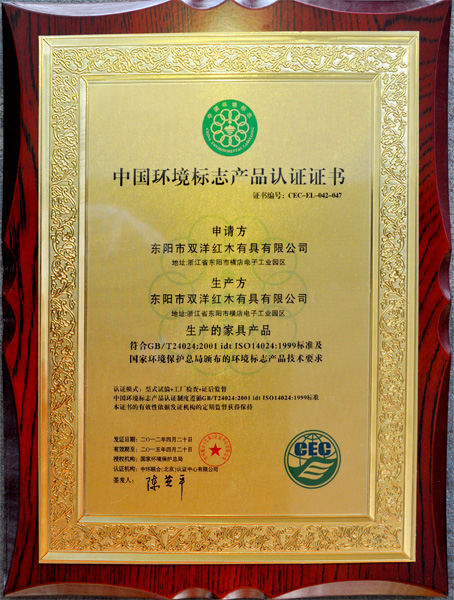 中国环境标志
CHINA ENVIRONMENTAL LABELLING
中国环境标志产品认证证书
证书编号: CEC-EL-042-047
申请方
东阳市双洋红木有具有限公司
地址:浙江省东阳市横店电子工业园区
生产方
东阳市双洋红木有具有限公司
地址:浙江省东阳市横店电子工业园区
生产的家具产品
符合GB/T24024:2001 idt ISO14024:1999标准及
国家环境保护总局颁布的环境标志产品技术要求
认证模式: 型式试验+工厂检查+证后监督
中国环境标志产品认证制度遵循GB/T24024:2001 idt ISO14024:1999标准
本证书的有效性依据发证机构的定期监督获得保持
发证日期: 二〇一二年四月二十日
有效期至: 二〇一五年四月二十日
授权机构: 国家环境保护总局
认证机构: 中环联合(北京)认证中心有限公司
签发人:
CEC